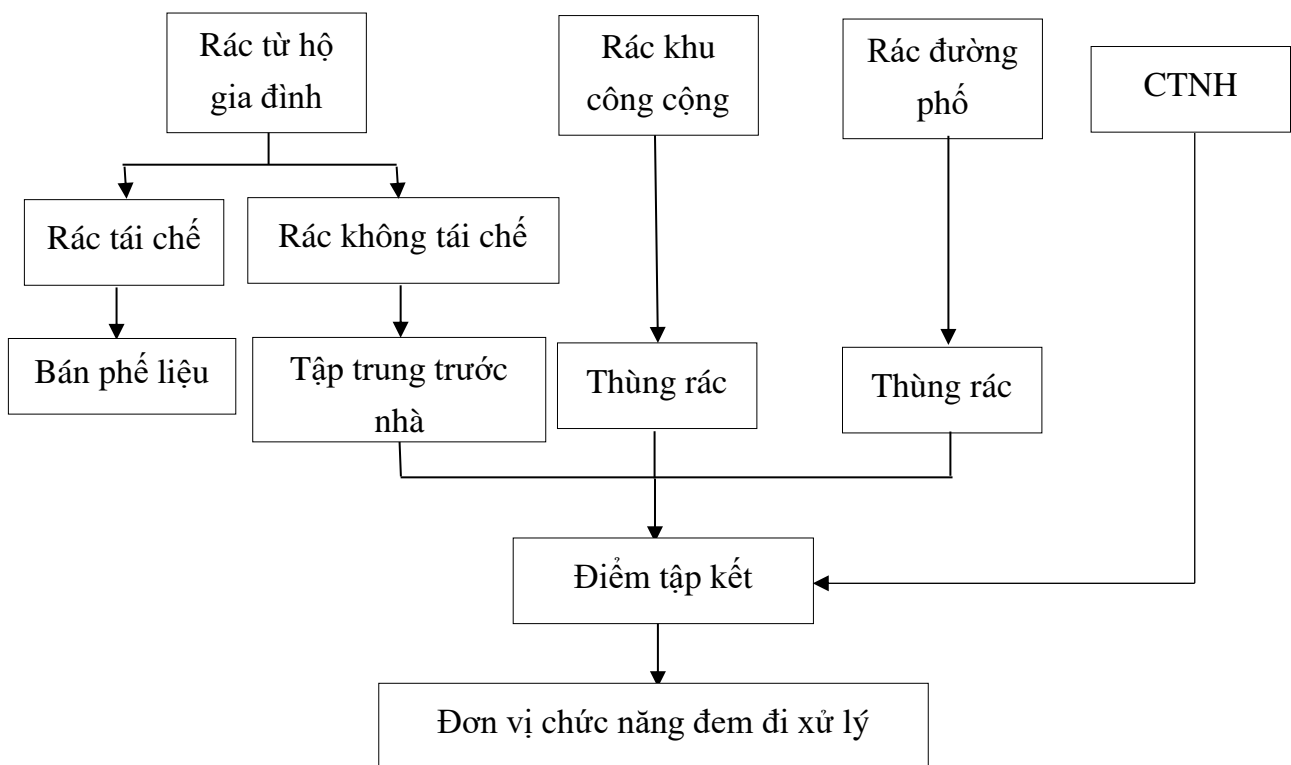 Rác từ hộ
gia đình
Rác khu
công cộng
Rác đường
phố
CTNH
Rác tái chế
Rác không tái chế
Bán phế liệu
Tập trung trước
nhà
Thùng rác
Thùng rác
Điểm tập kết
Đơn vị chức năng đem đi xử lý